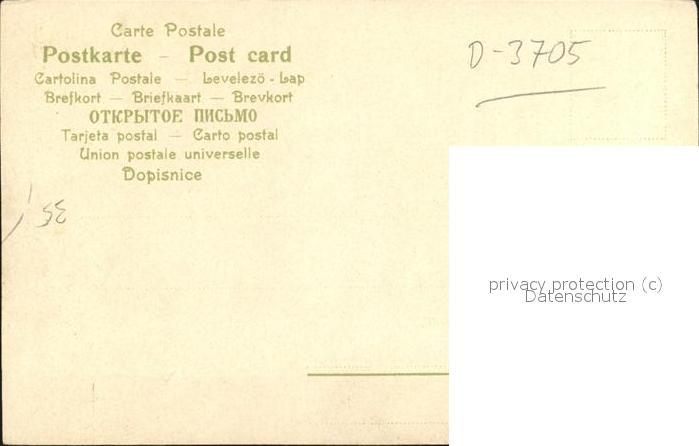 Carte Postale
Postkarte – Post card
Cartolina Postale — Levelezö - Lap
Brefkort — Briefkaart — Brevkort
ОТКРЫТОЕ ПИСЬМО
Tarjeta postal — Carto postal
Union postale universelle
Dopisnice
D-3705
privacy protection (c)
Datenschutz